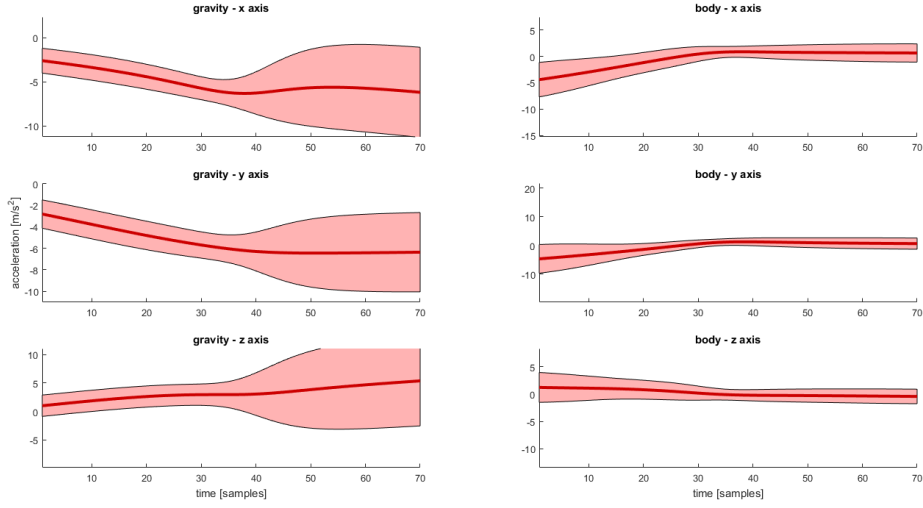 gravity - x axis
0
-5
-10
10 20 30 40 50 60 70
body - x axis
5
0
-5
-10
-15
10 20 30 40 50 60 70
gravity - y axis
acceleration [m/s²]
0
-2
-4
-6
-8
-10
10 20 30 40 50 60 70
body - y axis
20
10
0
-10
10 20 30 40 50 60 70
gravity - z axis
10
5
0
-5
10 20 30 40 50 60 70
time [samples]
body - z axis
5
0
-5
-10
10 20 30 40 50 60 70
time [samples]